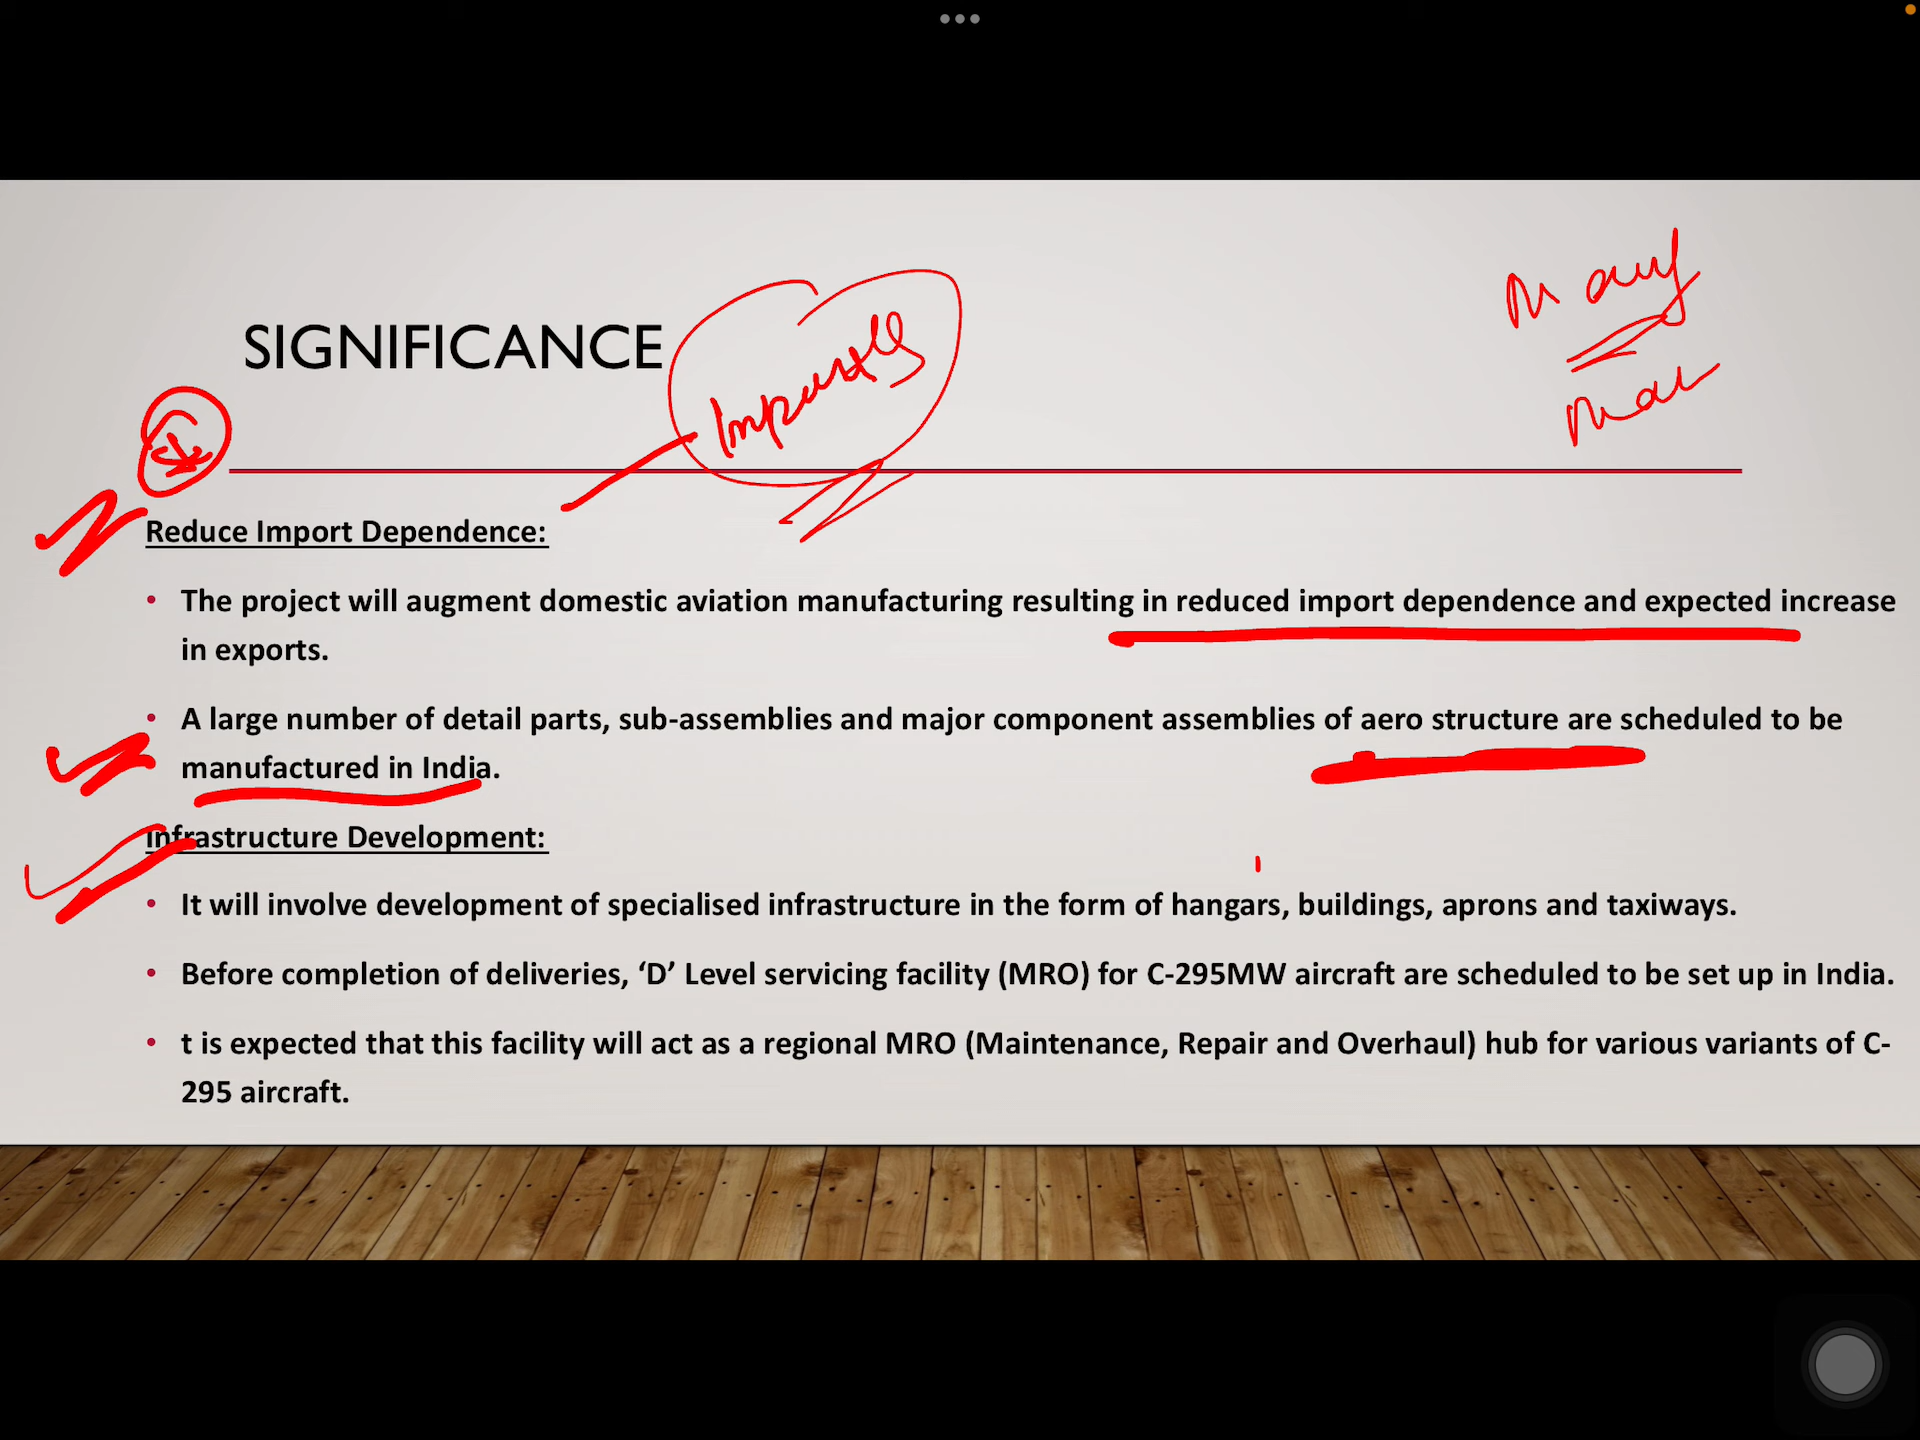 SIGNIFICANCE
Imports
Manf
Mar
Reduce Import Dependence:
• The project will augment domestic aviation manufacturing resulting in reduced import dependence and expected increase
in exports.
• A large number of detail parts, sub-assemblies and major component assemblies of aero structure are scheduled to be
manufactured in India.
Infrastructure Development:
• It will involve development of specialised infrastructure in the form of hangars, buildings, aprons and taxiways.
• Before completion of deliveries, ‘D’ Level servicing facility (MRO) for C-295MW aircraft are scheduled to be set up in India.
• t is expected that this facility will act as a regional MRO (Maintenance, Repair and Overhaul) hub for various variants of C-
295 aircraft.